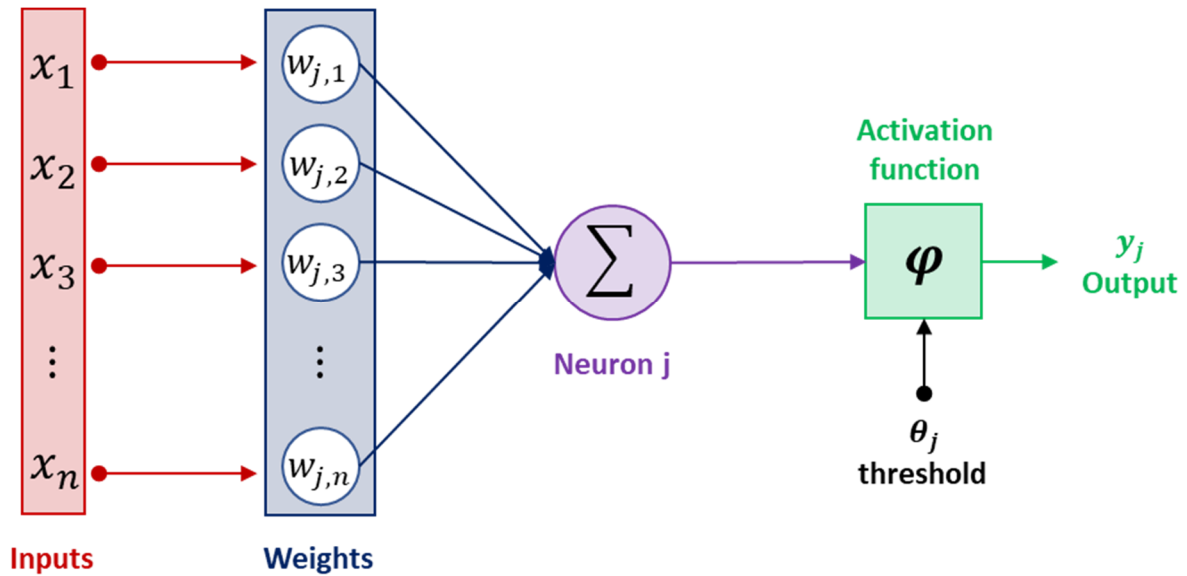 x1
x2
x3
⋮
xn
Inputs
wj,1
wj,2
wj,3
⋮
wj,n
Weights
∑
Neuron j
Activation
function
φ
θj
threshold
yj
Output